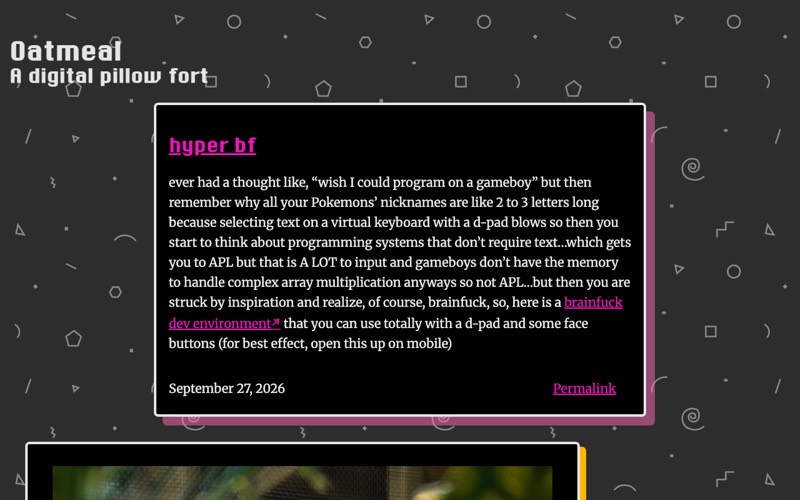 Oatmeal
A digital pillow fort
hyper bf
ever had a thought like, “wish I could program on a gameboy” but then
remember why all your Pokemons’ nicknames are like 2 to 3 letters long
because selecting text on a virtual keyboard with a d-pad blows so then you
start to think about programming systems that don’t require text...which gets
you to APL but that is A LOT to input and gameboys don’t have the memory
to handle complex array multiplication anyways so not APL...but then you are
struck by inspiration and realize, of course, brainfuck, so, here is a brainfuck
dev environment that you can use totally with a d-pad and some face
buttons (for best effect, open this up on mobile)
September 27, 2026
Permalink